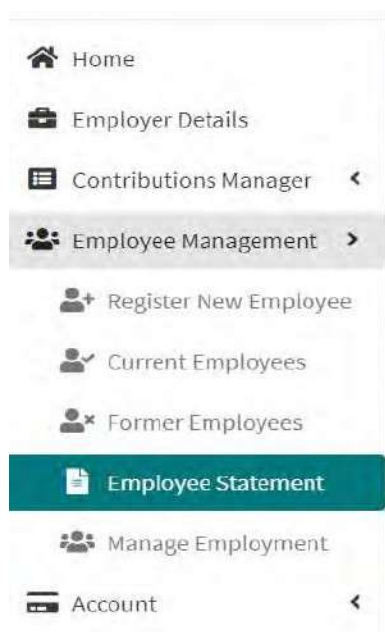 Home
Employer Details
Contributions Manager
Employee Management
Register New Employee
Current Employees
Former Employees
Employee Statement
Manage Employment
Account